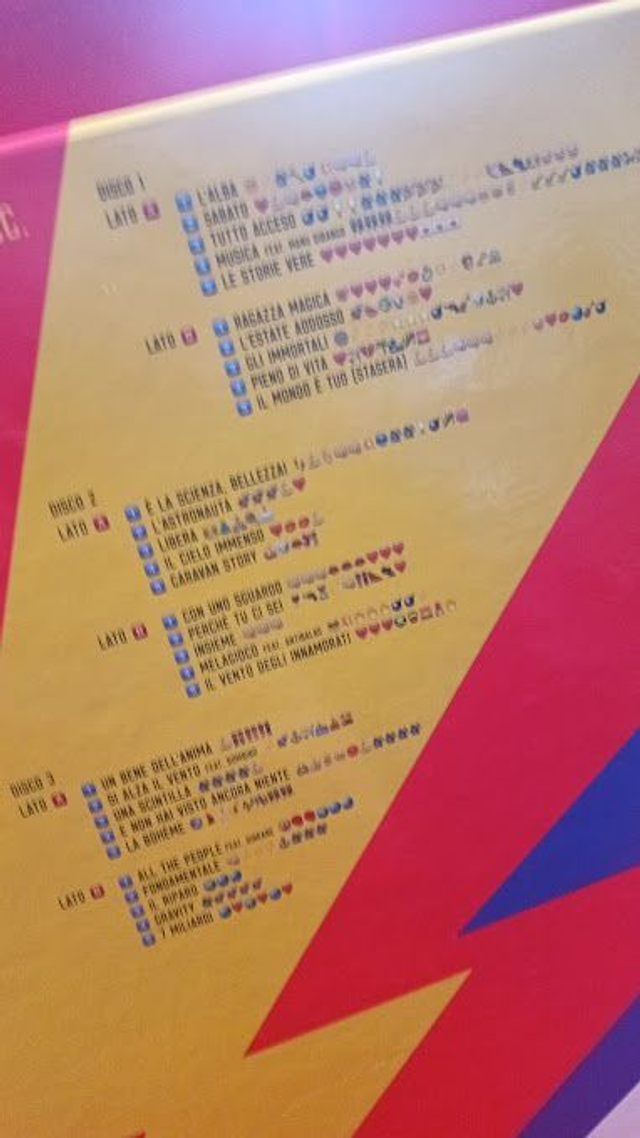 C.
DISCO 1
LATO A
L'ALBA
SABATO
TUTTO ACCESO
MUSICA FEAT.
LE STORIE VERE
LATO B
RAGAZZA MAGICA
L'ESTATE ADDOSSO
GLI IMMORTALI
PIENO DI VITA
IL MONDO È TUO (STASERA)
DISCO 2
LATO A
È LA SCIENZA, BELLEZZA!
L'ASTRONAUTA
LIBERA
IL CIELO IMMENSO
CARAVAN STORY
LATO B
CON UNO SGUARDO
PERCHÉ TU CI SEI
INSIEME
MELAGIOCO FEAT.
IL VENTO DEGLI INNAMORATI
DISCO 3
LATO A
UN BENE DELL'ANIMA
SI ALZA IL VENTO FEAT.
UNA SCINTILLA
E NON HAI VISTO ANCORA NIENTE
LA BOHÈME
LATO B
ALL THE PEOPLE FEAT.
FONDAMENTALE
IL RIPARO
GRAVITY
7 MILIARDI